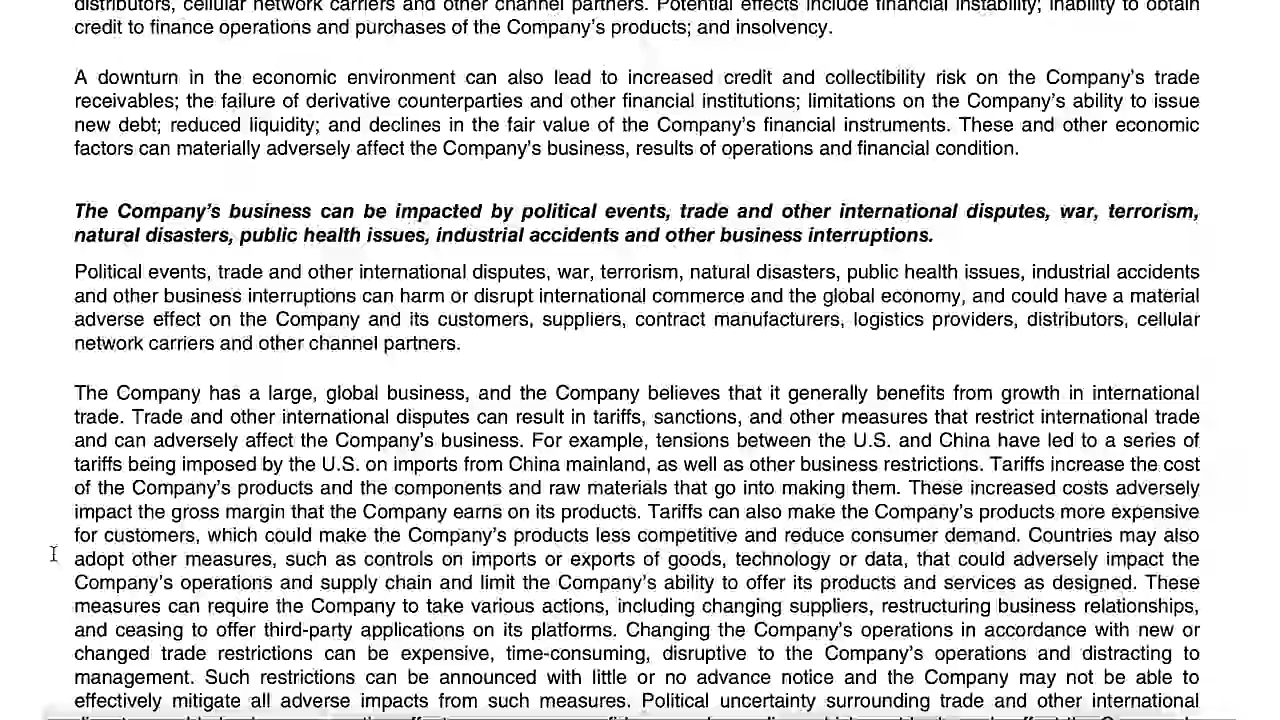 distributors, cellular network carriers and other channel partners. Potential effects include financial instability; inability to obtain
credit to finance operations and purchases of the Company's products; and insolvency.
A downturn in the economic environment can also lead to increased credit and collectibility risk on the Company's trade
receivables; the failure of derivative counterparties and other financial institutions; limitations on the Company's ability to issue
new debt; reduced liquidity; and declines in the fair value of the Company's financial instruments. These and other economic
factors can materially adversely affect the Company's business, results of operations and financial condition.
The Company's business can be impacted by political events, trade and other international disputes, war, terrorism,
natural disasters, public health issues, industrial accidents and other business interruptions.
Political events, trade and other international disputes, war, terrorism, natural disasters, public health issues, industrial accidents
and other business interruptions can harm or disrupt international commerce and the global economy, and could have a material
adverse effect on the Company and its customers, suppliers, contract manufacturers, logistics providers, distributors, cellular
network carriers and other channel partners.
The Company has a large, global business, and the Company believes that it generally benefits from growth in international
trade. Trade and other international disputes can result in tariffs, sanctions, and other measures that restrict international trade
and can adversely affect the Company's business. For example, tensions between the U.S. and China have led to a series of
tariffs being imposed by the U.S. on imports from China mainland, as well as other business restrictions. Tariffs increase the cost
of the Company's products and the components and raw materials that go into making them. These increased costs adversely
impact the gross margin that the Company earns on its products. Tariffs can also make the Company's products more expensive
for customers, which could make the Company's products less competitive and reduce consumer demand. Countries may also
adopt other measures, such as controls on imports or exports of goods, technology or data, that could adversely impact the
Company's operations and supply chain and limit the Company's ability to offer its products and services as designed. These
measures can require the Company to take various actions, including changing suppliers, restructuring business relationships,
and ceasing to offer third-party applications on its platforms. Changing the Company's operations in accordance with new or
changed trade restrictions can be expensive, time-consuming, disruptive to the Company's operations and distracting to
management. Such restrictions can be announced with little or no advance notice and the Company may not be able to
effectively mitigate all adverse impacts from such measures. Political uncertainty surrounding trade and other international